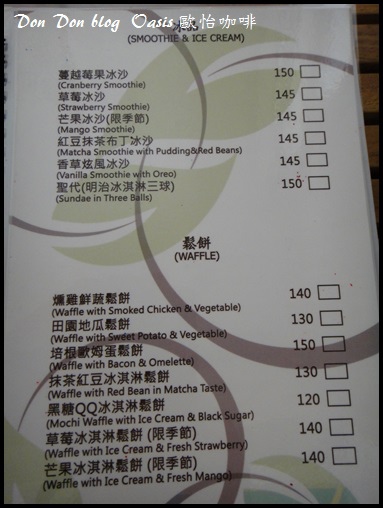 Don Don blog Oasis 歐怡咖啡
冰沙
(SMOOTHIE & ICE CREAM)
蔓越莓果冰沙 150
(Cranberry Smoothie)
草莓冰沙 145
(Strawberry Smoothie)
芒果冰沙(限季節) 145
(Mango Smoothie)
紅豆抹茶布丁冰沙 145
(Matcha Smoothie with Pudding&Red Beans)
香草炫風冰沙 145
(Vanilla Smoothie with Oreo)
聖代(明治冰淇淋三球) 150
(Sundae in Three Balls)
鬆餅
(WAFFLE)
燻雞鮮蔬鬆餅 140
(Waffle with Smoked Chicken & Vegetable)
田園地瓜鬆餅 130
(Waffle with Sweet Potato & Vegetable)
培根歐姆蛋鬆餅 150
(Waffle with Bacon & Omelette)
抹茶紅豆冰淇淋鬆餅 130
(Waffle with Red Bean in Matcha Taste)
黑糖QQ冰淇淋鬆餅 120
(Mochi Waffle with Ice Cream & Black Sugar)
草莓冰淇淋鬆餅 (限季節) 140
(Waffle with Ice Cream & Fresh Strawberry)
芒果冰淇淋鬆餅 (限季節) 140
(Waffle with Ice Cream & Fresh Mango)